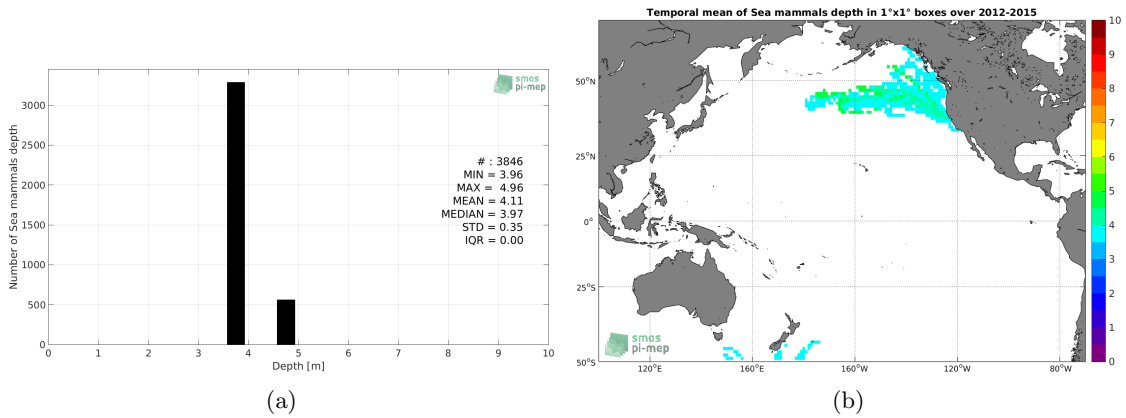 smos
pi-mep
Number of Sea mammals depth
3000
2500
2000
1500
1000
500
0
# : 3846
MIN = 3.96
MAX = 4.96
MEAN = 4.11
MEDIAN = 3.97
STD = 0.35
IQR = 0.00
0 1 2 3 4 5 6 7 8 9 10
Depth [m]
(a)
Temporal mean of Sea mammals depth in 1°x1° boxes over 2012-2015
50°N
25°N
0°
25°S
50°S
120°E 160°E 160°W 120°W 80°W
smos
pi-mep
10
9
8
7
6
5
4
3
2
1
0
(b)